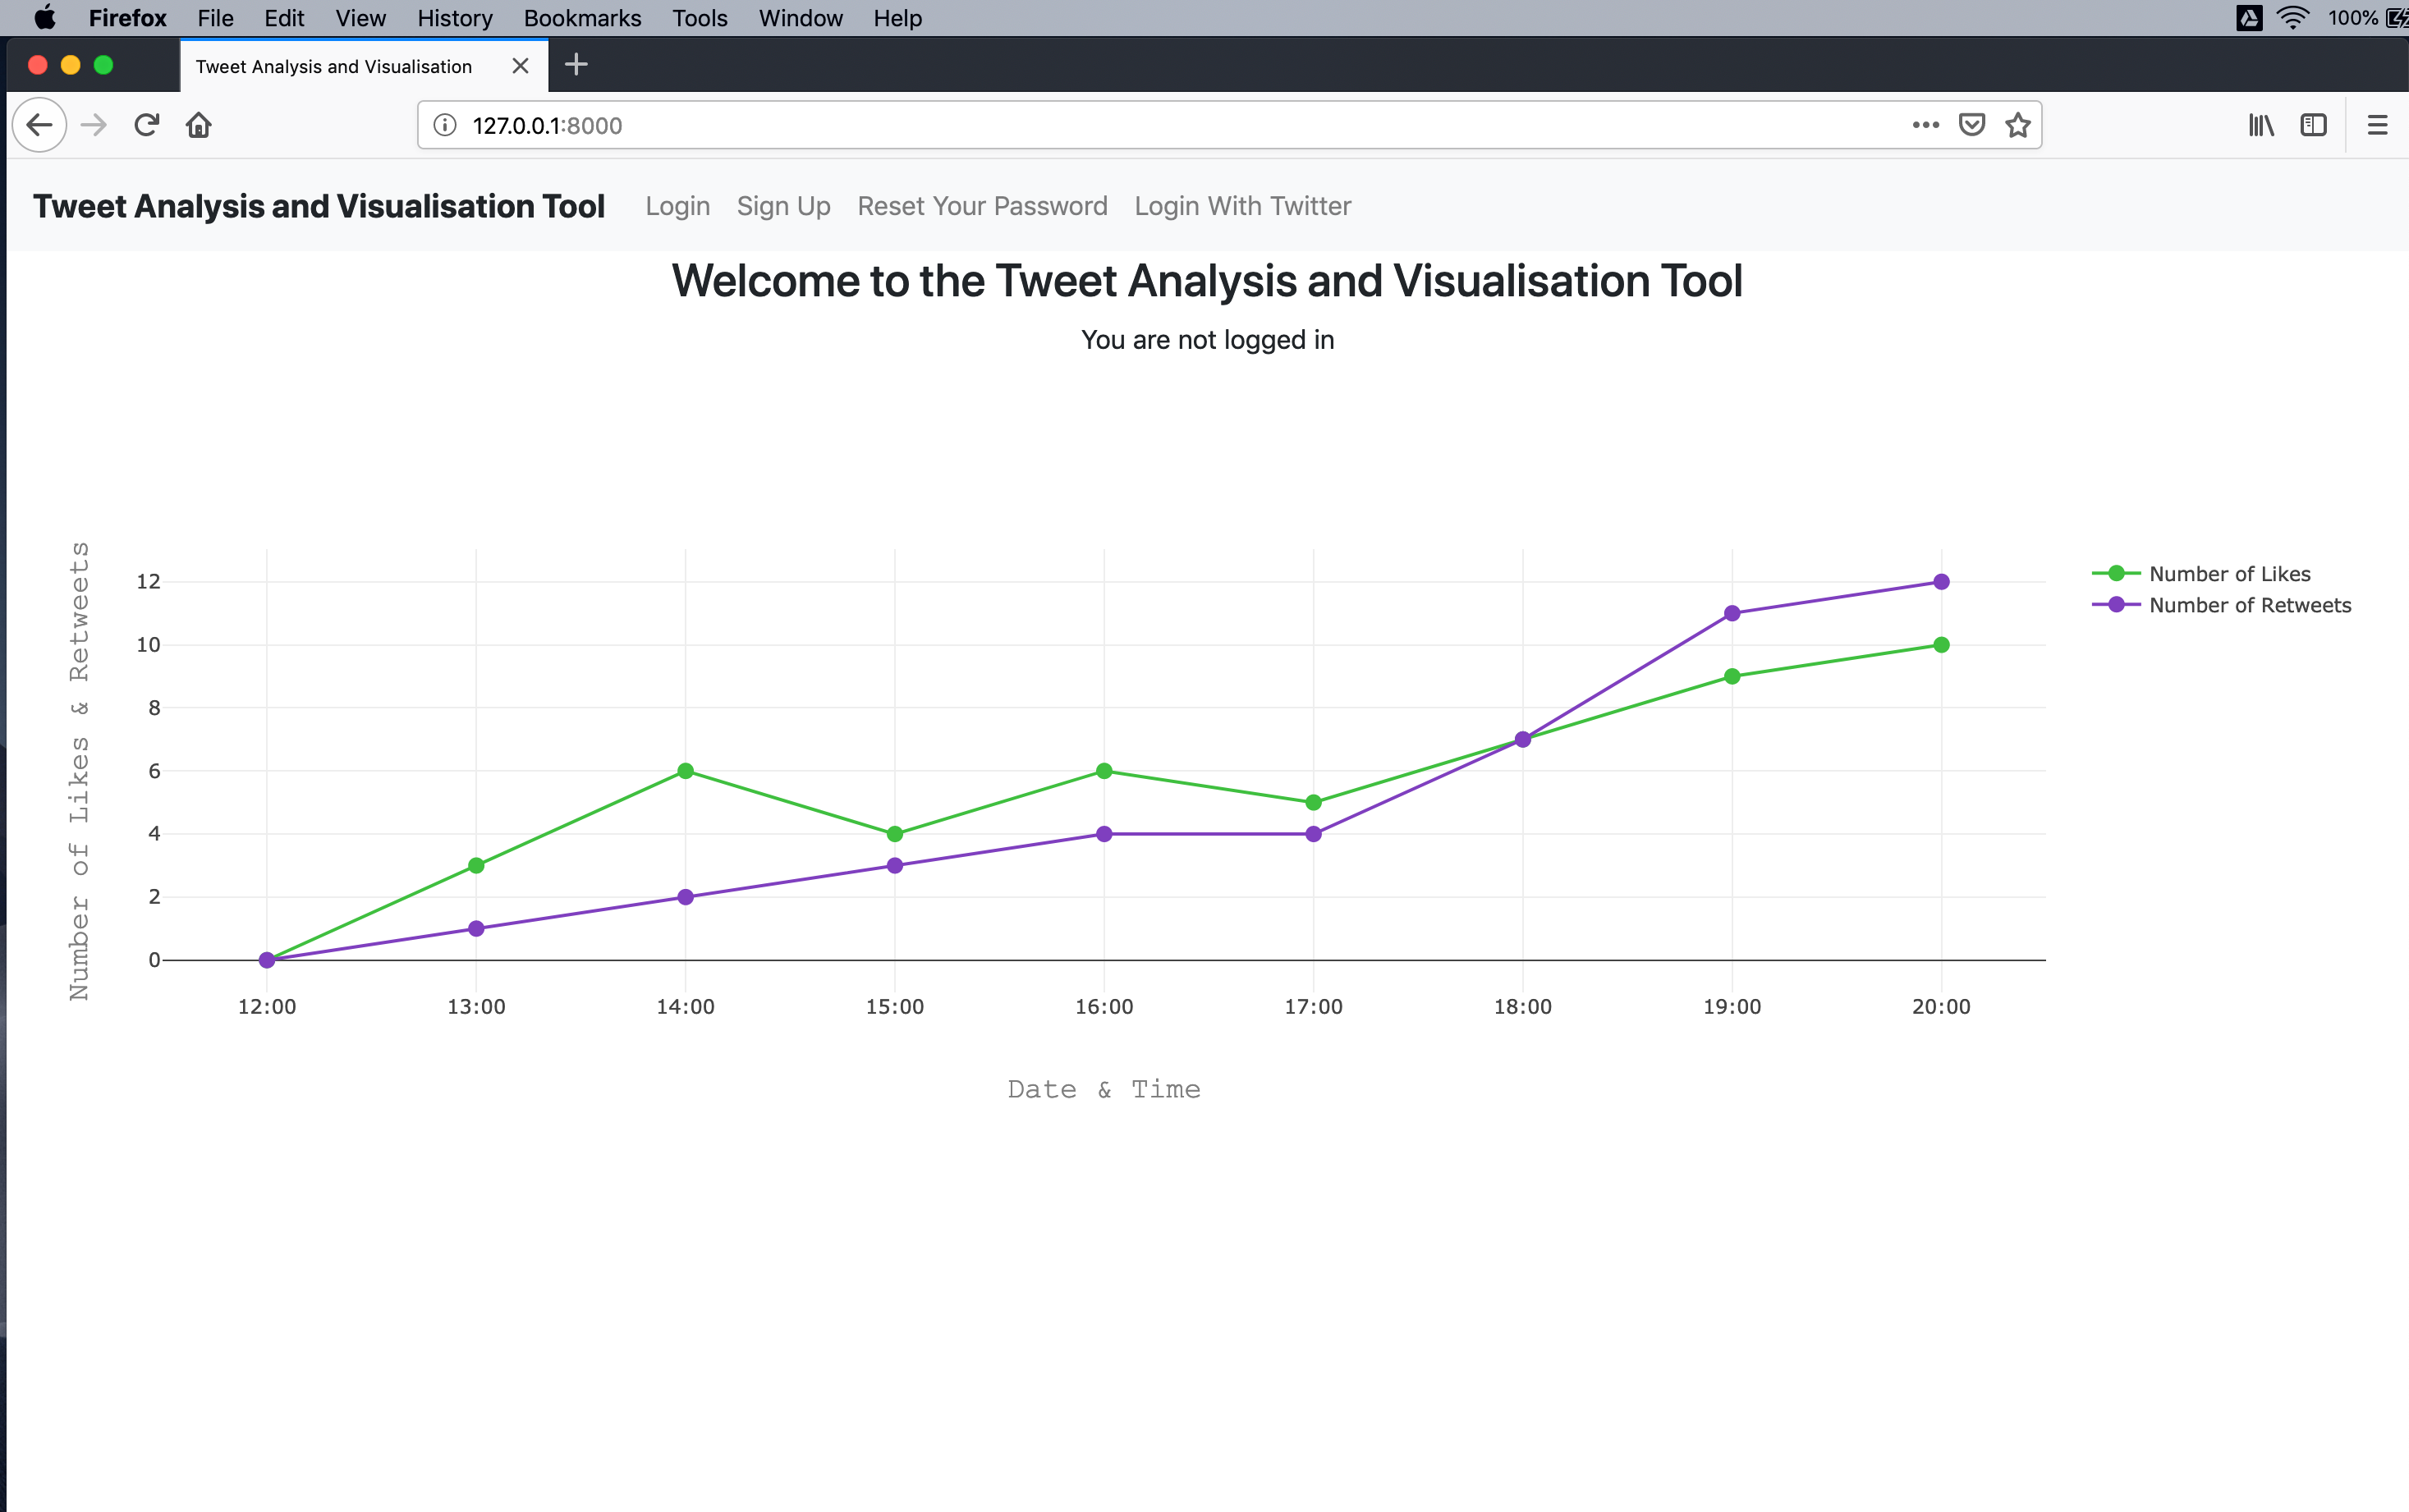 Firefox File Edit View History Bookmarks Tools Window Help 100%
Tweet Analysis and Visualisation
127.0.0.1:8000
Tweet Analysis and Visualisation Tool Login Sign Up Reset Your Password Login With Twitter
Welcome to the Tweet Analysis and Visualisation Tool
You are not logged in
Number of Likes & Retweets
12
10
8
6
4
2
0
12:00 13:00 14:00 15:00 16:00 17:00 18:00 19:00 20:00
Date & Time
Number of Likes
Number of Retweets